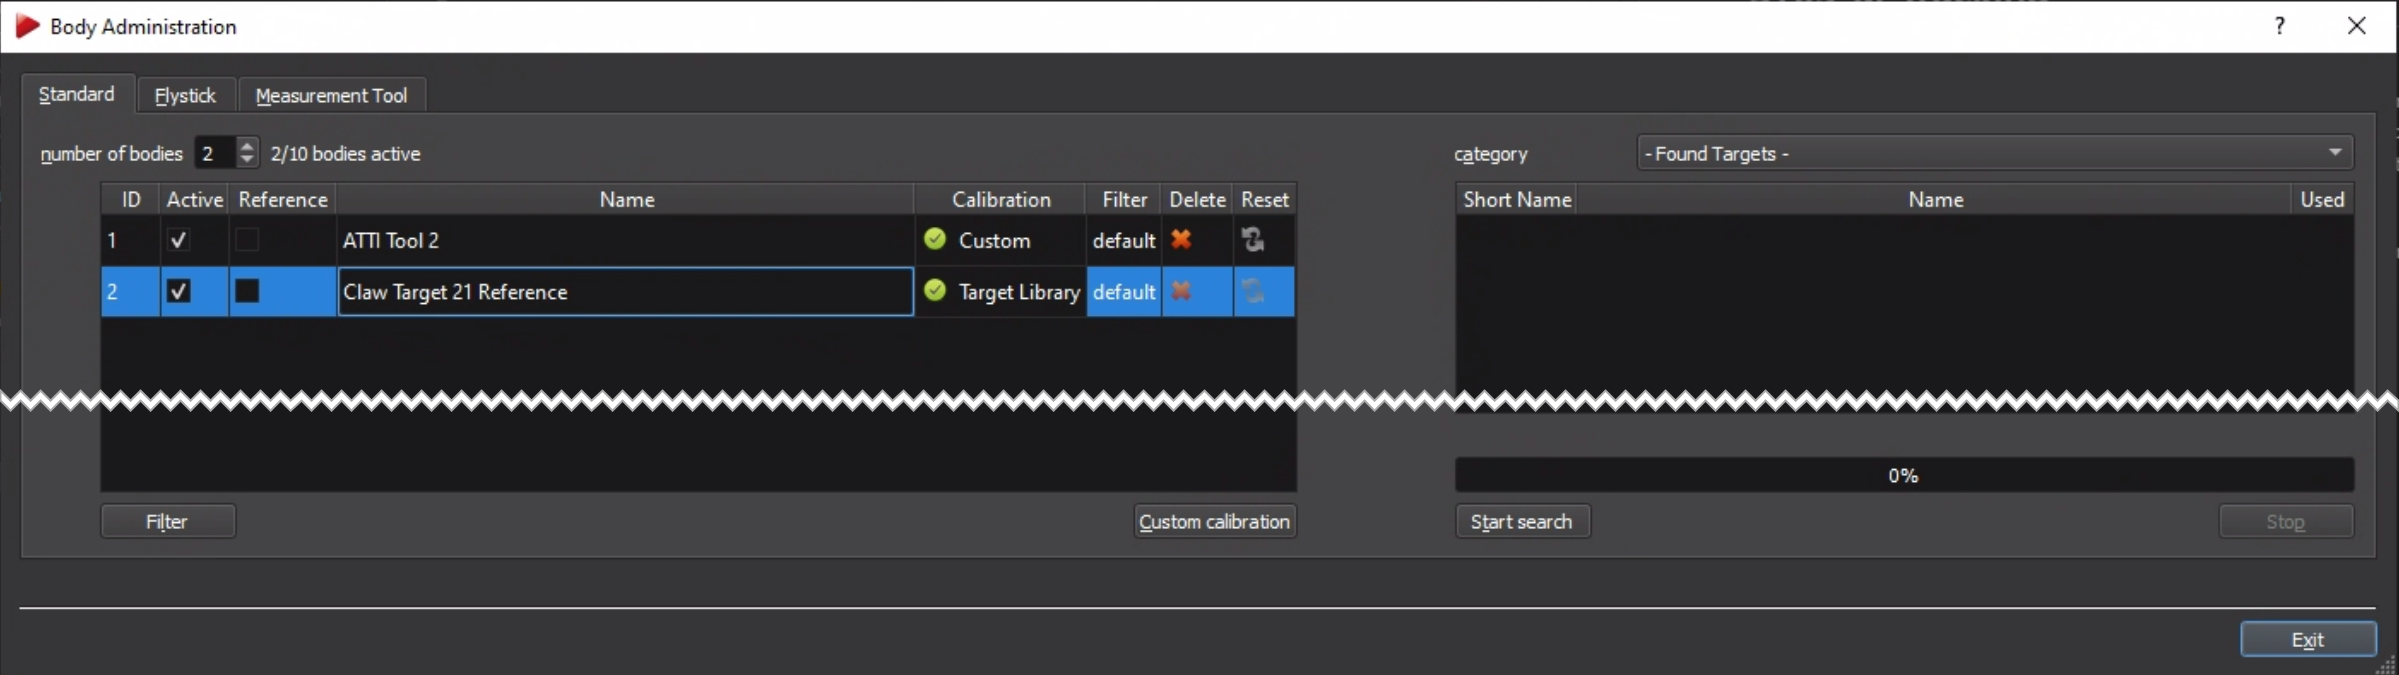 Body Administration ?
Standard Flystick Measurement Tool
number of bodies 2 2/10 bodies active
ID Active Reference Name Calibration Filter Delete Reset
1 ATTI Tool 2 Custom default
2 Claw Target 21 Reference Target Library default
Filter Custom calibration
category - Found Targets -
Short Name Name Used
0%
Start search Stop
Exit